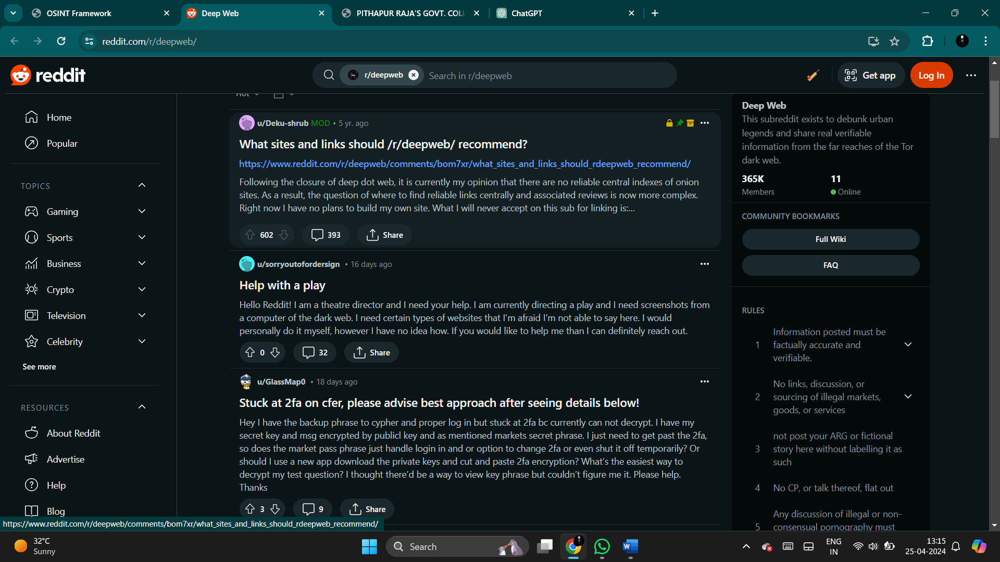 OSINT Framework
Deep Web
PITHAPUR RAJA'S GOVT. COLL
ChatGPT
reddit.com/r/deepweb/
reddit
r/deepweb
Search in r/deepweb
Get app
Log In
Home
Popular
TOPICS
Gaming
Sports
Business
Crypto
Television
Celebrity
See more
RESOURCES
About Reddit
Advertise
Help
Blog
Hot
u/Deku-shrub MOD • 5 yr. ago
What sites and links should /r/deepweb/ recommend?
https://www.reddit.com/r/deepweb/comments/bom7xr/what_sites_and_links_should_rdeepweb_recommend/
Following the closure of deep dot web, it is currently my opinion that there are no reliable central indexes of onion
sites. As a result, the question of where to find reliable links centrally and associated reviews is now more complex.
Right now I have no plans to build my own site. What I will never accept on this sub for linking is:...
602
393
Share
u/sorryoutofordersign • 16 days ago
Help with a play
Hello Reddit! I am a theatre director and I need your help. I am currently directing a play and I need screenshots from
a computer of the dark web. I need certain types of websites that I'm afraid I'm not able to say here. I would
personally do it myself, however I have no idea how. If you would like to help me than I can definitely reach out.
0
32
Share
u/GlassMap0 • 18 days ago
Stuck at 2fa on cfer, please advise best approach after seeing details below!
Hey I have the backup phrase to cypher and proper log in but stuck at 2fa bc currently can not decrypt. I have my
secret key and msg encrypted by publicl key and as mentioned markets secret phrase. I just need to get past the 2fa,
so does the market pass phrase just handle login in and or option to change 2fa or even shut it off temporarily? Or
should I use a new app download the private keys and cut and paste 2fa encryption? What's the easiest way to
decrypt my test question? I thought there'd be a way to view key phrase but couldn't figure me it. Please help.
Thanks
3
9
Share
Deep Web
This subreddit exists to debunk urban
legends and share real verifiable
information from the far reaches of the Tor
dark web.
365K
11
Members
Online
COMMUNITY BOOKMARKS
Full Wiki
FAQ
RULES
1
Information posted must be
factually accurate and
verifiable.
2
No links, discussion, or
sourcing of illegal markets,
goods, or services
3
not post your ARG or fictional
story here without labelling it as
such
4
No CP, or talk thereof, flat out
5
Any discussion of illegal or non-
consensual pornography must
https://www.reddit.com/r/deepweb/comments/bom7xr/what_sites_and_links_should_rdeepweb_recommend/
32°C
Sunny
Search
ENG
IN
13:15
25-04-2024